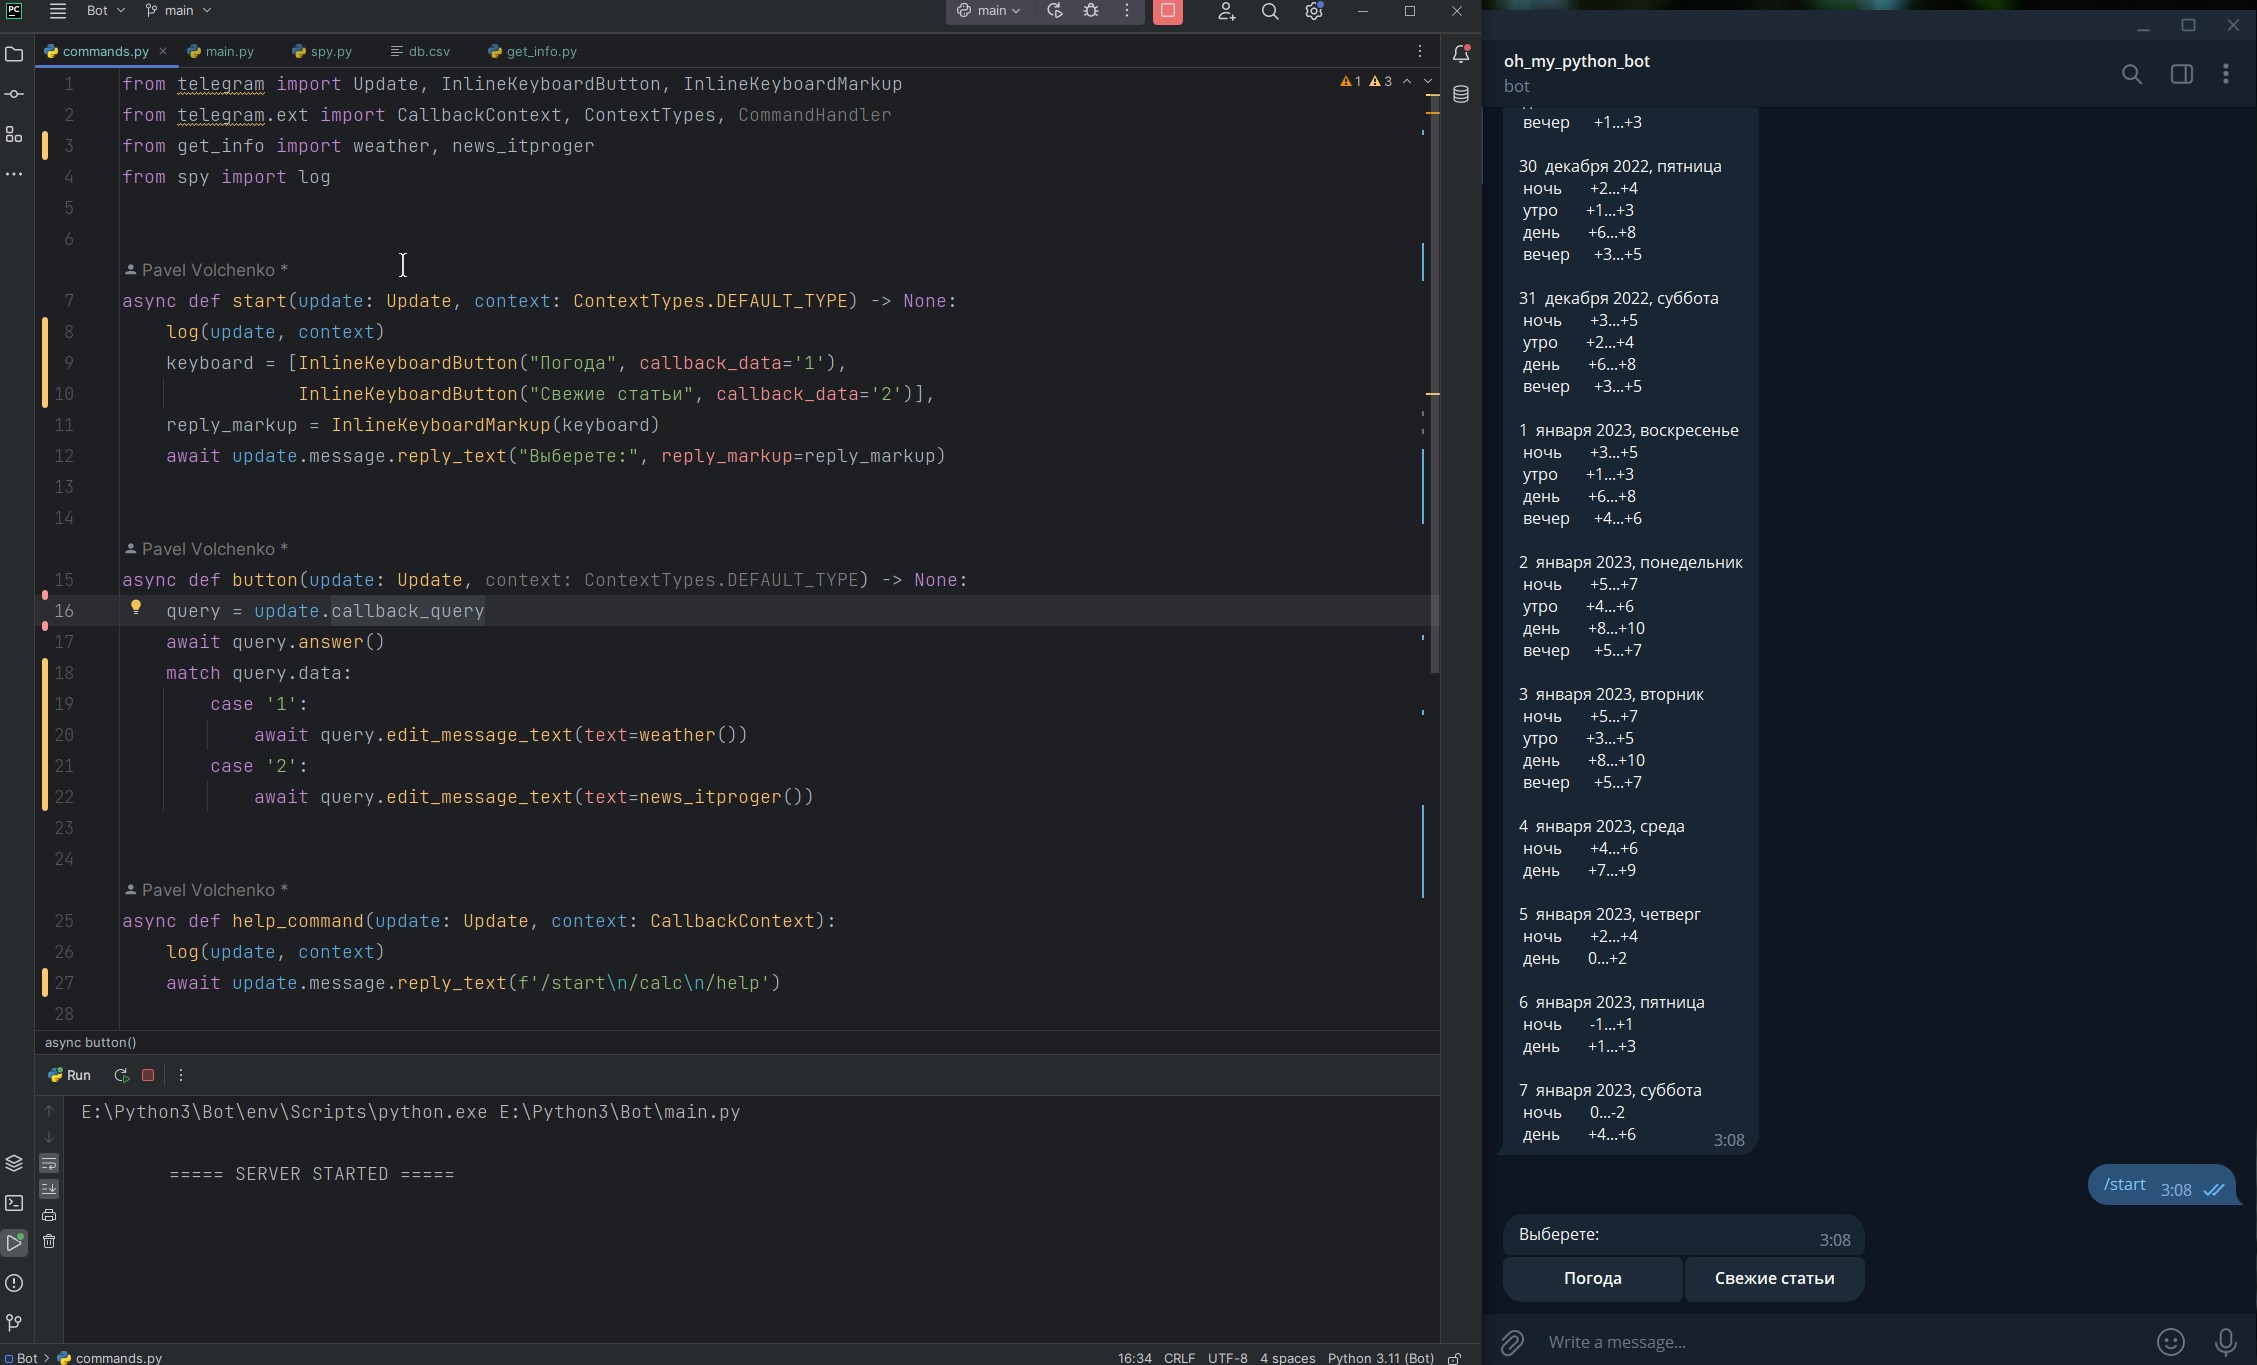 PC Bot main main
commands.py main.py spy.py db.csv get_info.py
1 3
1 from telegram import Update, InlineKeyboardButton, InlineKeyboardMarkup
2 from telegram.ext import CallbackContext, ContextTypes, CommandHandler
3 from get_info import weather, news_itproger
4 from spy import log
5
6
Pavel Volchenko *
7 async def start(update: Update, context: ContextTypes.DEFAULT_TYPE) -> None:
8 log(update, context)
9 keyboard = [InlineKeyboardButton("Погода", callback_data='1'),
10 InlineKeyboardButton("Свежие статьи", callback_data='2')],
11 reply_markup = InlineKeyboardMarkup(keyboard)
12 await update.message.reply_text("Выберете:", reply_markup=reply_markup)
13
14
Pavel Volchenko *
15 async def button(update: Update, context: ContextTypes.DEFAULT_TYPE) -> None:
16 query = update.callback_query
17 await query.answer()
18 match query.data:
19 case '1':
20 await query.edit_message_text(text=weather())
21 case '2':
22 await query.edit_message_text(text=news_itproger())
23
24
Pavel Volchenko *
25 async def help_command(update: Update, context: CallbackContext):
26 log(update, context)
27 await update.message.reply_text(f'/start\n/calc\n/help')
28
async button()
Run
E:\Python3\Bot\env\Scripts\python.exe E:\Python3\Bot\main.py
===== SERVER STARTED =====
Bot > commands.py
16:34 CRLF UTF-8 4 spaces Python 3.11 (Bot)
oh_my_python_bot
bot
вечер +1...+3
30 декабря 2022, пятница
ночь +2...+4
утро +1...+3
день +6...+8
вечер +3...+5
31 декабря 2022, суббота
ночь +3...+5
утро +2...+4
день +6...+8
вечер +3...+5
1 января 2023, воскресенье
ночь +3...+5
утро +1...+3
день +6...+8
вечер +4...+6
2 января 2023, понедельник
ночь +5...+7
утро +4...+6
день +8...+10
вечер +5...+7
3 января 2023, вторник
ночь +5...+7
утро +3...+5
день +8...+10
вечер +5...+7
4 января 2023, среда
ночь +4...+6
день +7...+9
5 января 2023, четверг
ночь +2...+4
день 0...+2
6 января 2023, пятница
ночь -1...+1
день +1...+3
7 января 2023, суббота
ночь 0...-2
день +4...+6
3:08
/start 3:08
Выберете: 3:08
Погода Свежие статьи
Write a message...